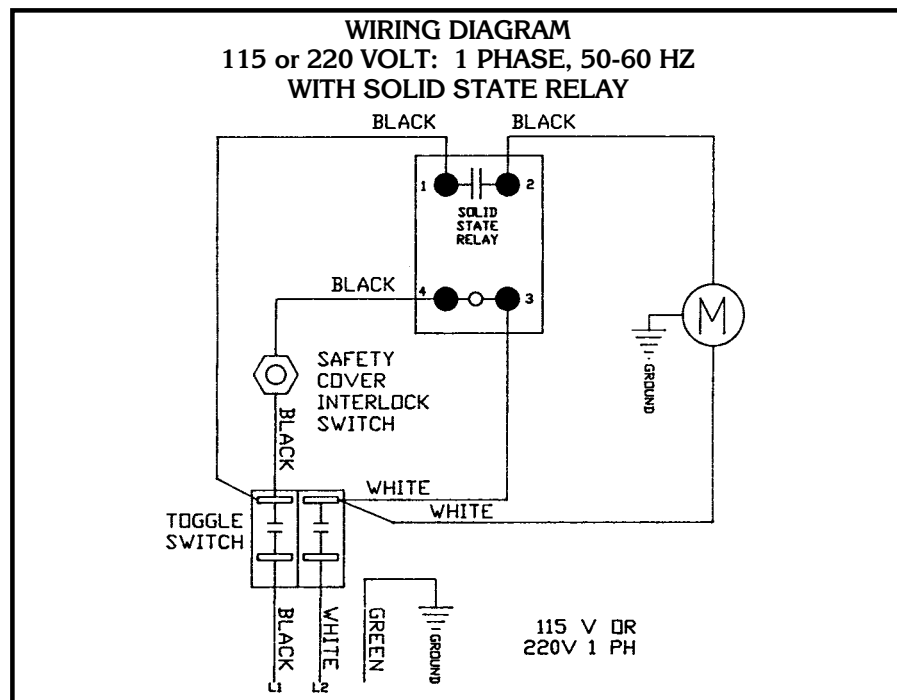 WIRING DIAGRAM
115 or 220 VOLT: 1 PHASE, 50-60 HZ
WITH SOLID STATE RELAY
BLACK
BLACK
1
2
SOLID
STATE
RELAY
BLACK
4
3
M
GROUND
SAFETY
COVER
INTERLOCK
SWITCH
BLACK
WHITE
WHITE
TOGGLE
SWITCH
BLACK
WHITE
GREEN
GROUND
115 V OR
220V 1 PH
L1
L2